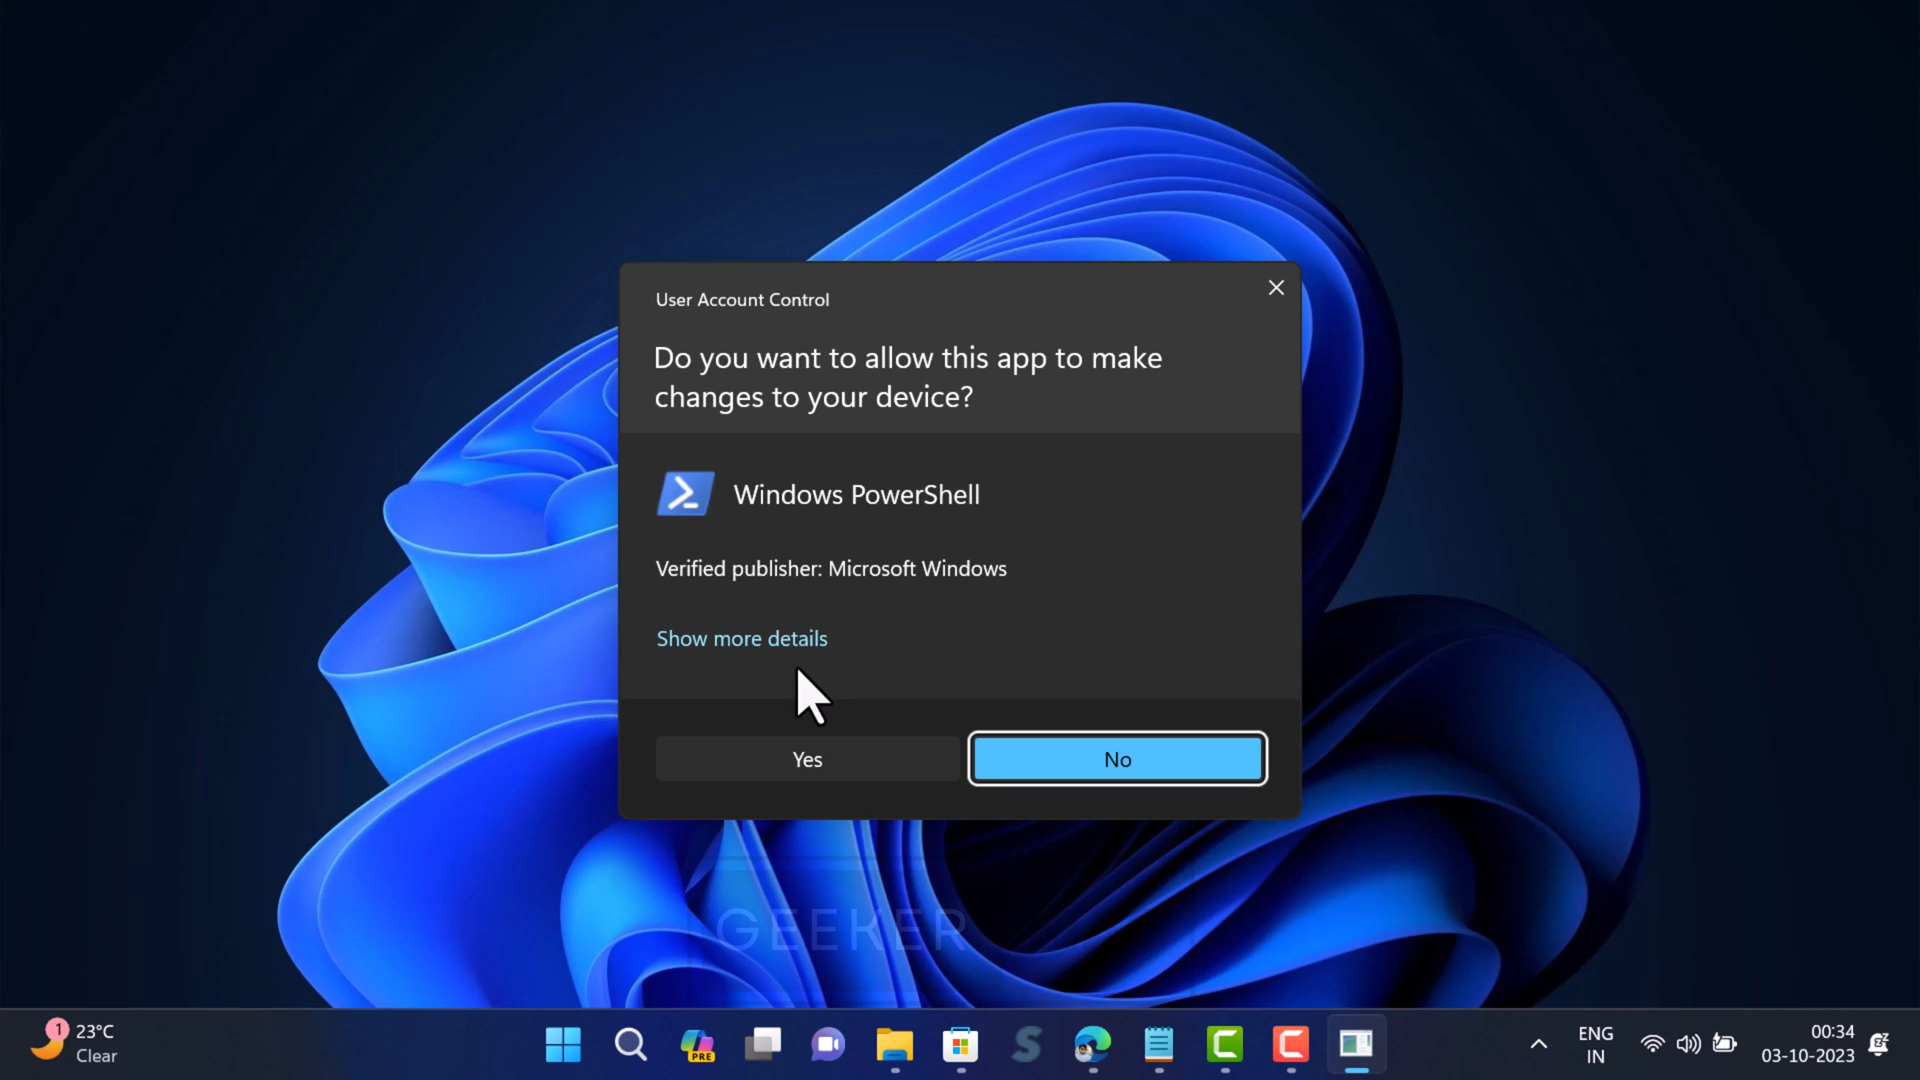 User Account Control
Do you want to allow this app to make
changes to your device?
Windows PowerShell
Verified publisher: Microsoft Windows
Show more details
Yes
No
GEEKER
1
23°C
Clear
PRE
ENG
IN
00:34
03-10-2023